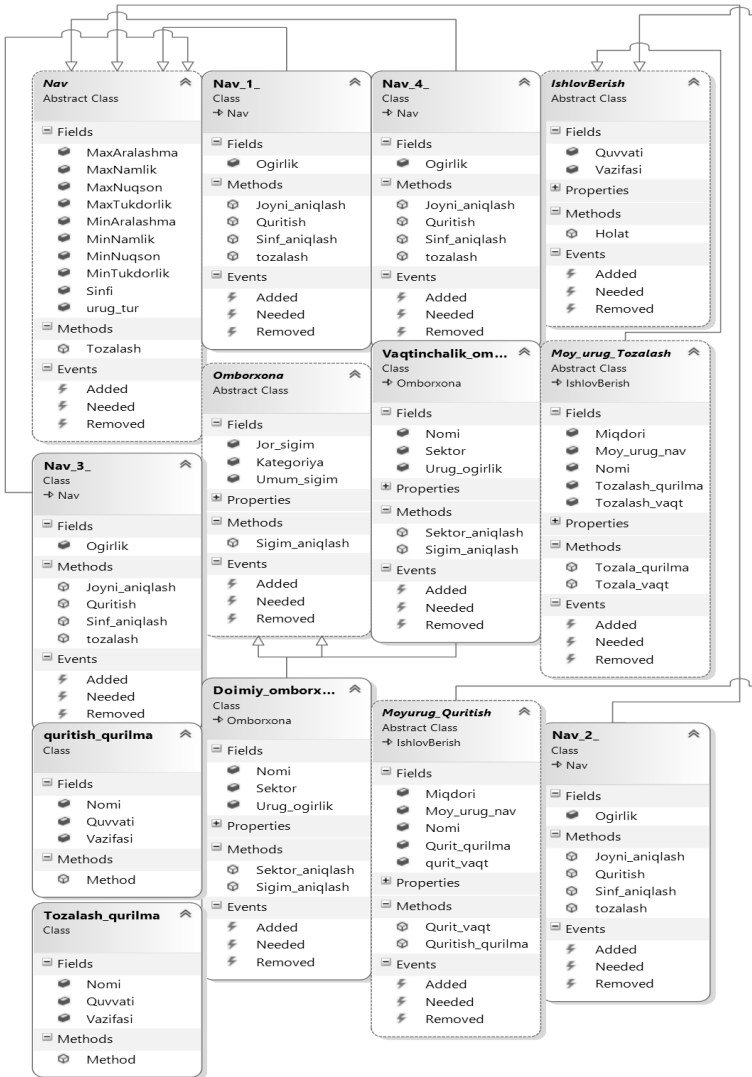 Nav
Abstract Class
Fields
MaxAralashma
MaxNamlik
MaxNuqson
MaxTukdorlik
MinAralashma
MinNamlik
MinNuqson
MinTukdorlik
Sinfi
urug_tur
Methods
Tozalash
Events
Added
Needed
Removed
Nav_1_
Class
Nav
Fields
Ogirlik
Methods
Joyni_aniqlash
Quritish
Sinf_aniqlash
tozalash
Events
Added
Needed
Removed
Nav_4_
Class
Nav
Fields
Ogirlik
Methods
Joyni_aniqlash
Quritish
Sinf_aniqlash
tozalash
Events
Added
Needed
Removed
IshlovBerish
Abstract Class
Fields
Quvvati
Vazifasi
Properties
Methods
Holat
Events
Added
Needed
Removed
Omborxona
Abstract Class
Fields
Jor_sigim
Kategoriya
Umum_sigim
Properties
Methods
Sigim_aniqlash
Events
Added
Needed
Removed
Vaqtinchalik_om...
Class
Omborxona
Fields
Nomi
Sektor
Urug_ogirlik
Properties
Methods
Sektor_aniqlash
Sigim_aniqlash
Events
Added
Needed
Removed
Moy_urug_Tozalash
Abstract Class
IshlovBerish
Fields
Miqdori
Moy_urug_nav
Nomi
Tozalash_qurilma
Tozalash_vaqt
Properties
Methods
Tozala_qurilma
Tozala_vaqt
Events
Added
Needed
Removed
Nav_3_
Class
Nav
Fields
Ogirlik
Methods
Joyni_aniqlash
Quritish
Sinf_aniqlash
tozalash
Events
Added
Needed
Removed
quritish_qurilma
Class
Fields
Nomi
Quvvati
Vazifasi
Methods
Method
Tozalash_qurilma
Class
Fields
Nomi
Quvvati
Vazifasi
Methods
Method
Doimiy_omborx...
Class
Omborxona
Fields
Nomi
Sektor
Urug_ogirlik
Properties
Methods
Sektor_aniqlash
Sigim_aniqlash
Events
Added
Needed
Removed
Moyurug_Quritish
Abstract Class
IshlovBerish
Fields
Miqdori
Moy_urug_nav
Nomi
Qurit_qurilma
qurit_vaqt
Properties
Methods
Qurit_vaqt
Quritish_qurilma
Events
Added
Needed
Removed
Nav_2_
Class
Nav
Fields
Ogirlik
Methods
Joyni_aniqlash
Quritish
Sinf_aniqlash
tozalash
Events
Added
Needed
Removed